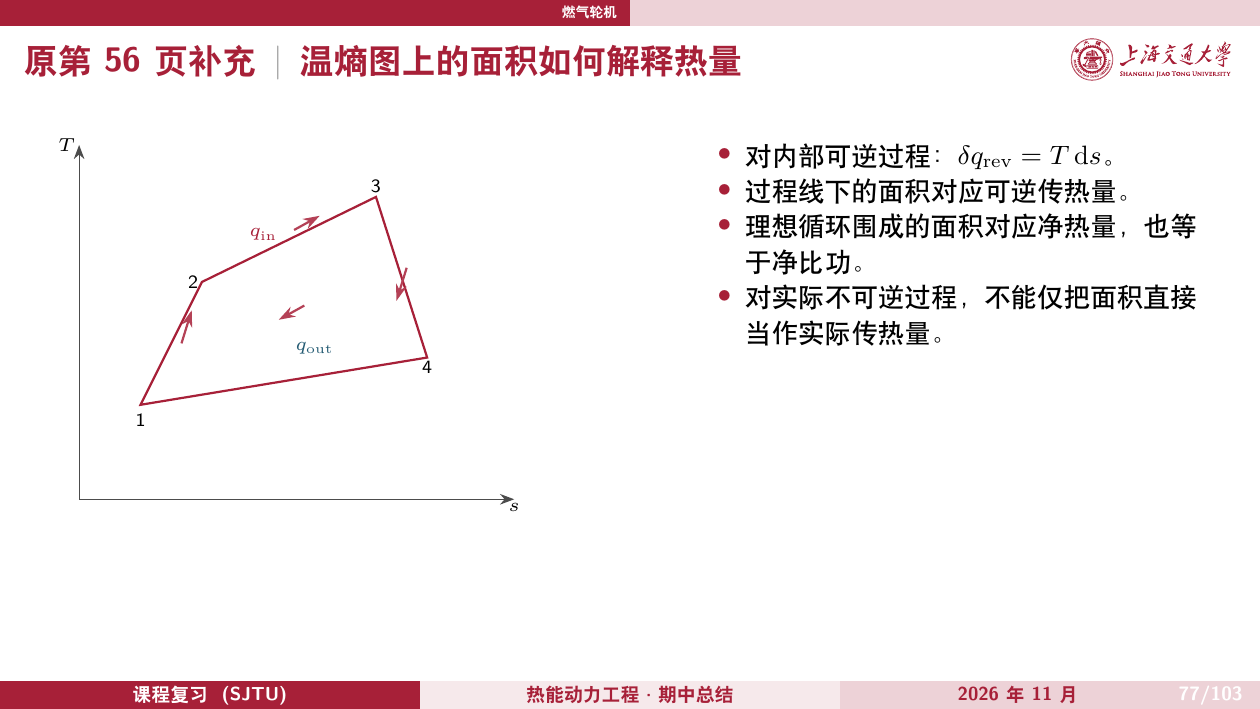 燃气轮机
原第 56 页补充 | 温熵图上的面积如何解释热量
上海交通大学
SHANGHAI JIAO TONG UNIVERSITY
T
3
q_in
2
q_out
4
1
s
• 对内部可逆过程：δq_rev = T ds。
• 过程线下的面积对应可逆传热量。
• 理想循环围成的面积对应净热量，也等
于净比功。
• 对实际不可逆过程，不能仅把面积直接
当作实际传热量。
课程复习 (SJTU)
热能动力工程 · 期中总结
2026 年 11 月
77/103